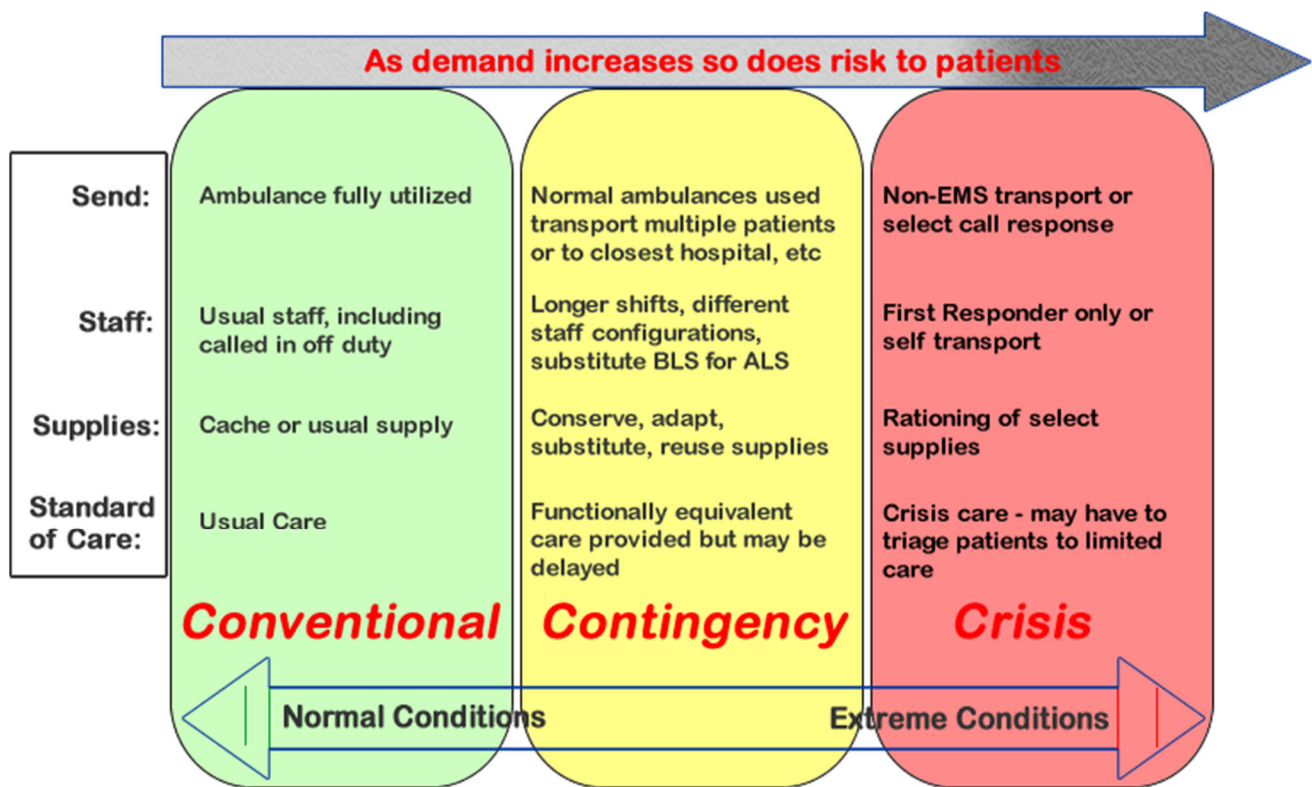 As demand increases so does risk to patients
Send:
Ambulance fully utilized
Normal ambulances used
transport multiple patients
or to closest hospital, etc
Non-EMS transport or
select call response
Staff:
Usual staff, including
called in off duty
Longer shifts, different
staff configurations,
substitute BLS for ALS
First Responder only or
self transport
Supplies:
Cache or usual supply
Conserve, adapt,
substitute, reuse supplies
Rationing of select
supplies
Standard
of Care:
Usual Care
Functionally equivalent
care provided but may be
delayed
Crisis care - may have to
triage patients to limited
care
Conventional
Contingency
Crisis
Normal Conditions
Extreme Conditions